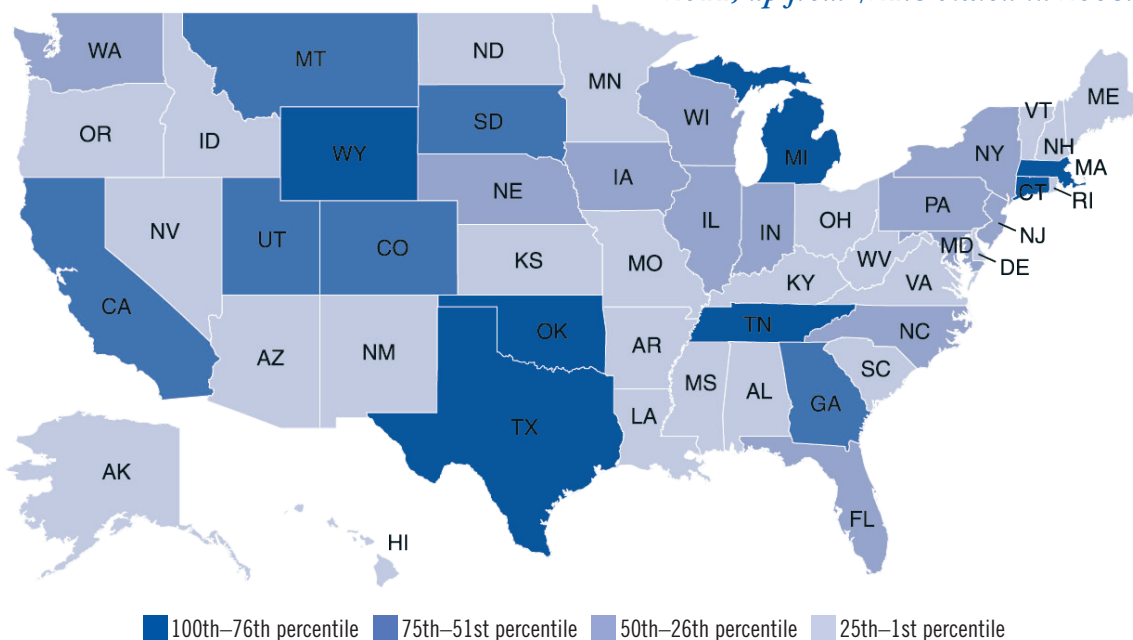 WA
MT
ND
MN
ME
VT
OR
ID
SD
WI
NH
NY
WY
MI
MA
CT
RI
NE
IA
PA
NV
UT
CO
IL
IN
OH
NJ
MD
DE
KS
MO
WV
VA
KY
CA
OK
TN
NC
AZ
NM
AR
SC
MS
AL
GA
LA
TX
AK
FL
HI
100th–76th percentile 75th–51st percentile 50th–26th percentile 25th–1st percentile